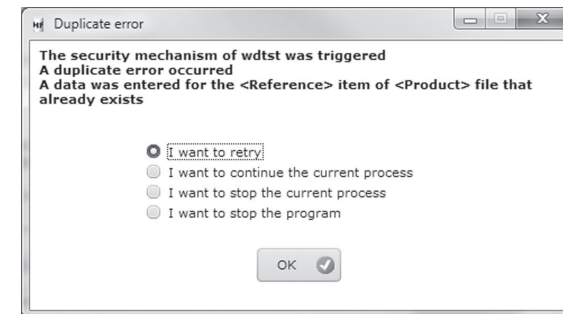 Duplicate error
The security mechanism of wdtst was triggered
A duplicate error occurred
A data was entered for the <Reference> item of <Product> file that
already exists
I want to retry
I want to continue the current process
I want to stop the current process
I want to stop the program
OK